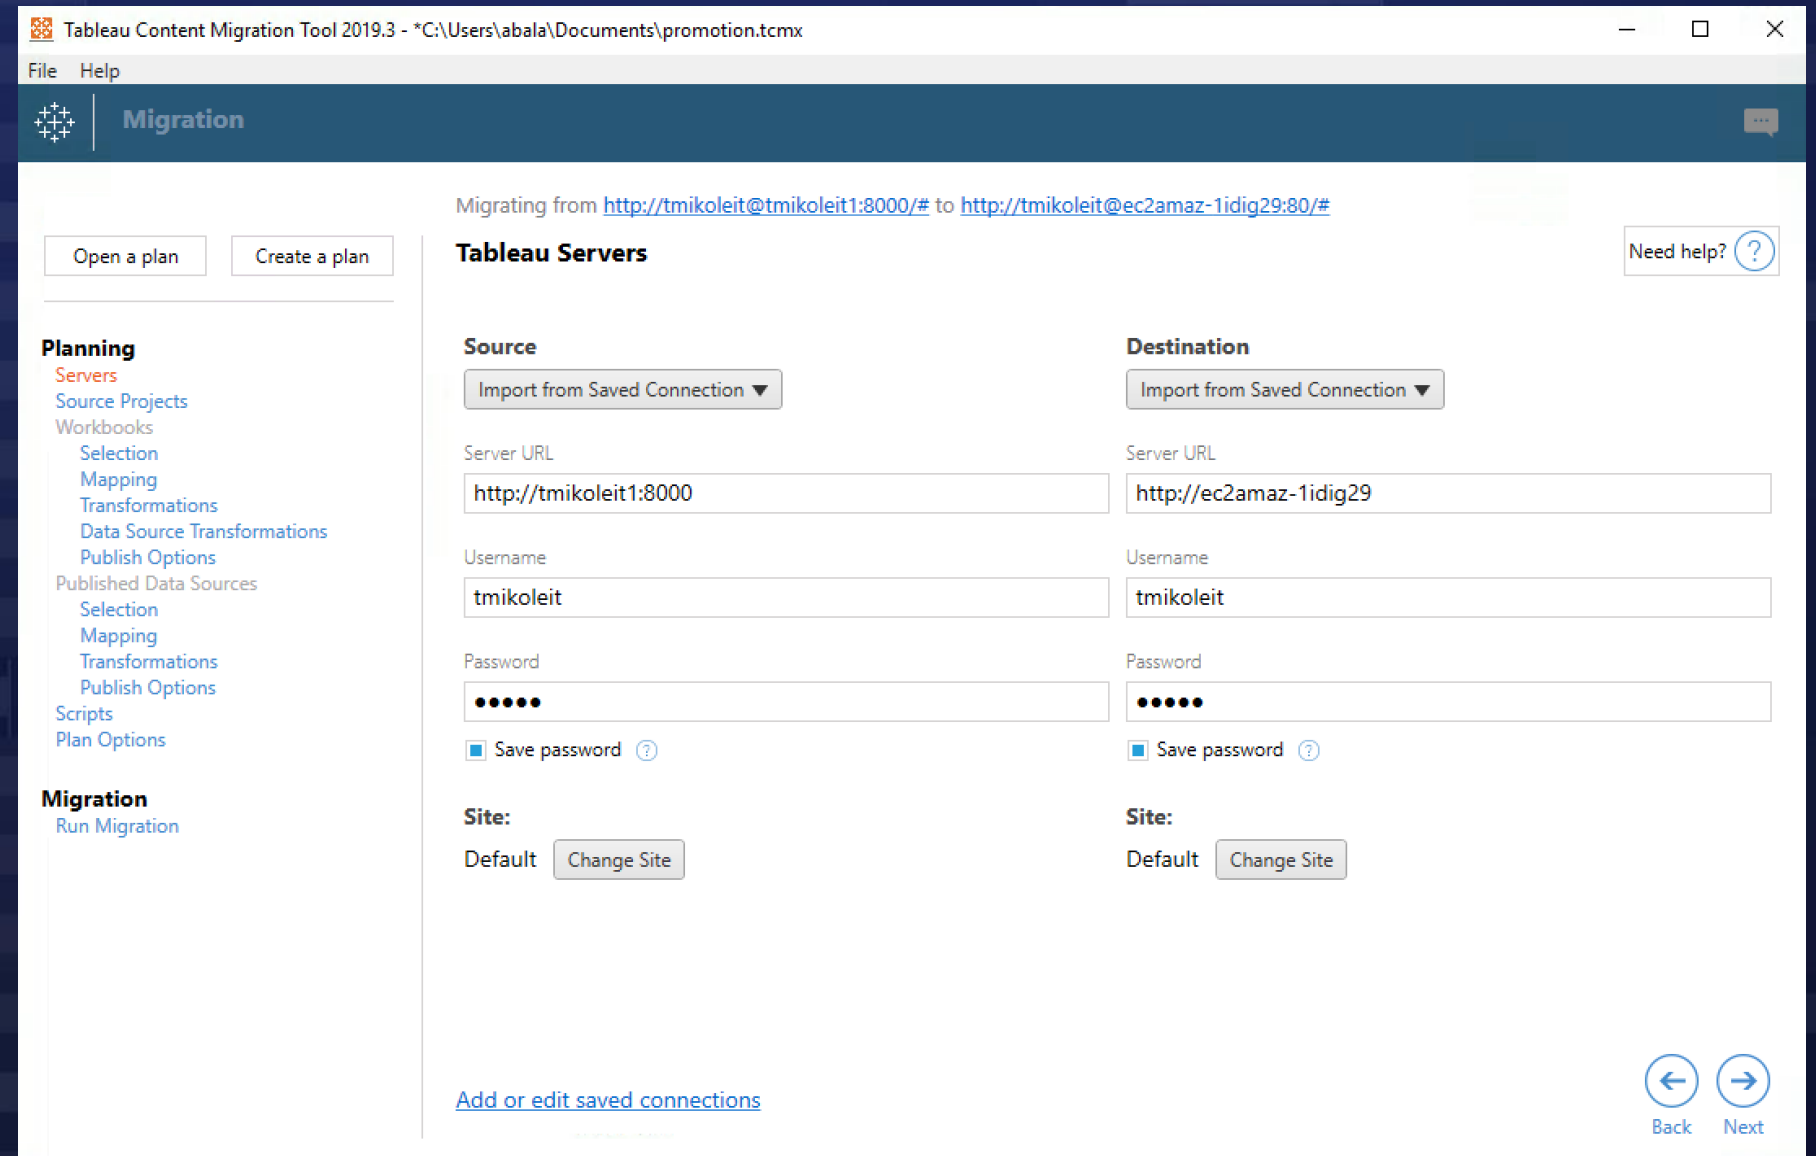 Tableau Content Migration Tool 2019.3 - *C:\Users\abala\Documents\promotion.tcmx
File Help
Migration
Migrating from http://tmikoleit@tmikoleit1:8000/# to http://tmikoleit@ec2amaz-1idig29:80/#
Open a plan Create a plan
Tableau Servers
Need help? ?
Planning
Servers
Source Projects
Workbooks
Selection
Mapping
Transformations
Data Source Transformations
Publish Options
Published Data Sources
Selection
Mapping
Transformations
Publish Options
Scripts
Plan Options
Migration
Run Migration
Source
Import from Saved Connection
Server URL
http://tmikoleit1:8000
Username
tmikoleit
Password
•••••
Save password ?
Site:
Default Change Site
Destination
Import from Saved Connection
Server URL
http://ec2amaz-1idig29
Username
tmikoleit
Password
•••••
Save password ?
Site:
Default Change Site
Add or edit saved connections
Back Next